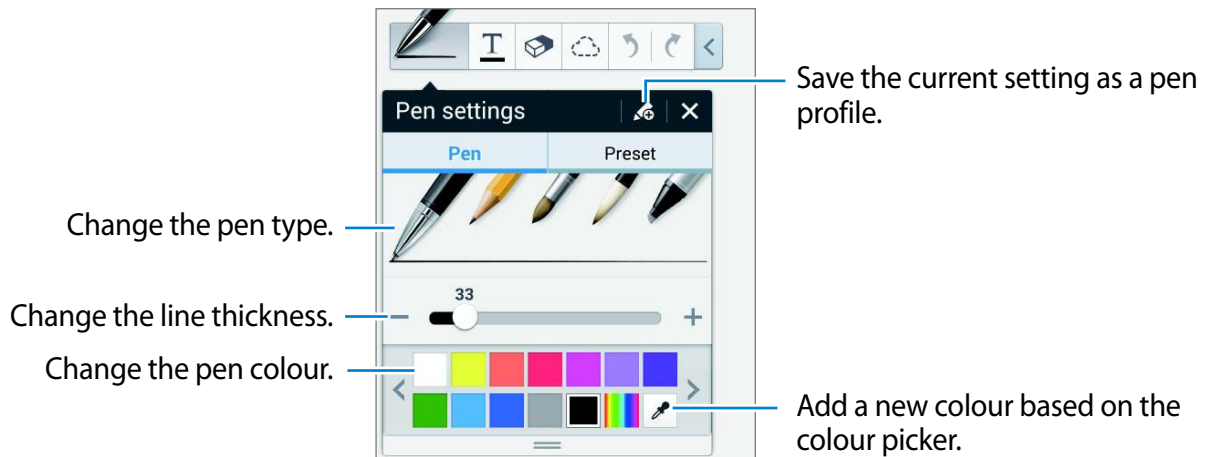 T
Save the current setting as a pen
profile.
Pen settings
Pen
Preset
Change the pen type.
33
Change the line thickness.
Change the pen colour.
Add a new colour based on the
colour picker.